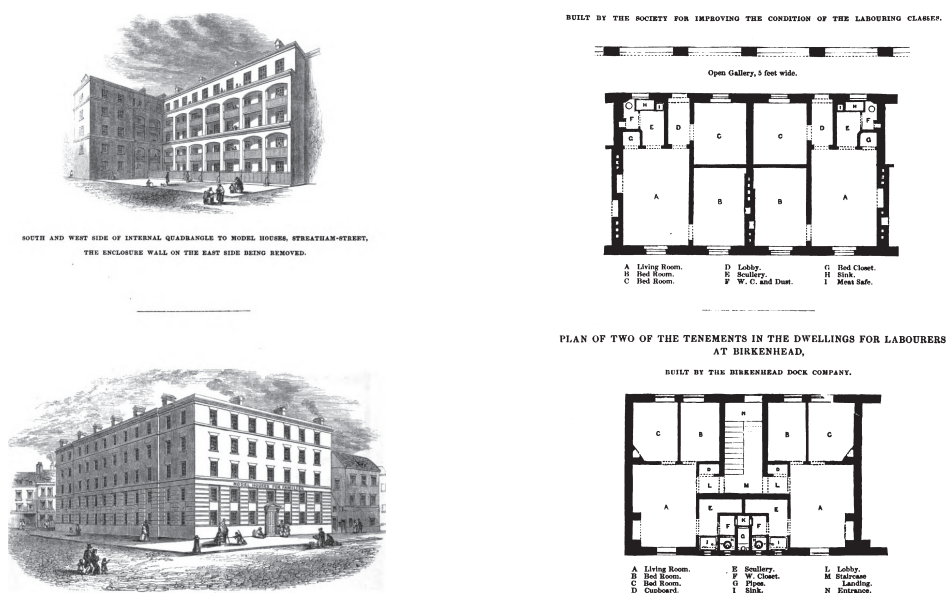 SOUTH AND WEST SIDE OF INTERNAL QUADRANGLE TO MODEL HOUSES, STREATHAM-STREET,
THE ENCLOSURE WALL ON THE EAST SIDE BEING REMOVED.
MODEL HOUSES FOR FAMILIES
BUILT BY THE SOCIETY FOR IMPROVING THE CONDITION OF THE LABOURING CLASSES.
Open Gallery, 5 feet wide.
H I I H
F E D C C D E F
G G
A B B A
A Living Room. D Lobby. G Bed Closet.
B Bed Room. E Scullery. H Sink.
C Bed Room. F W. C. and Dust. I Meat Safe.
PLAN OF TWO OF THE TENEMENTS IN THE DWELLINGS FOR LABOURERS
AT BIRKENHEAD,
BUILT BY THE BIRKENHEAD DOCK COMPANY.
N
C B B C
D D
L M L
A E E A
F K F
G
I I
A Living Room. E Scullery. L Lobby.
B Bed Room. F W. Closet. M Staircase
C Bed Room. G Pipes. Landing.
D Cupboard. I Sink. N Entrance.